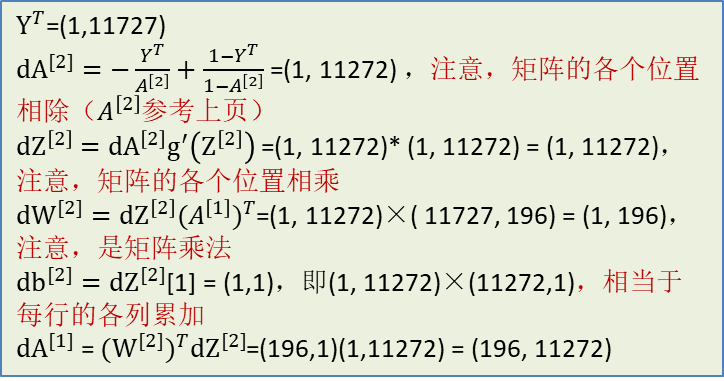 Y^T=(1,11727)
dA^[2] = −Y^T/A^[2] + 1−Y^T/1−A^[2] =(1, 11272) ，注意，矩阵的各个位置
相除（A^[2]参考上页）
dZ^[2] = dA^[2]g′(Z^[2]) =(1, 11272)* (1, 11272) = (1, 11272)，
注意，矩阵的各个位置相乘
dW^[2] = dZ^[2](A^[1])^T=(1, 11272)×( 11727, 196) = (1, 196)，
注意，是矩阵乘法
db^[2] = dZ^[2][1] = (1,1)，即(1, 11272)×(11272,1)，相当于
每行的各列累加
dA^[1] = (W^[2])^T dZ^[2]=(196,1)(1,11272) = (196, 11272)